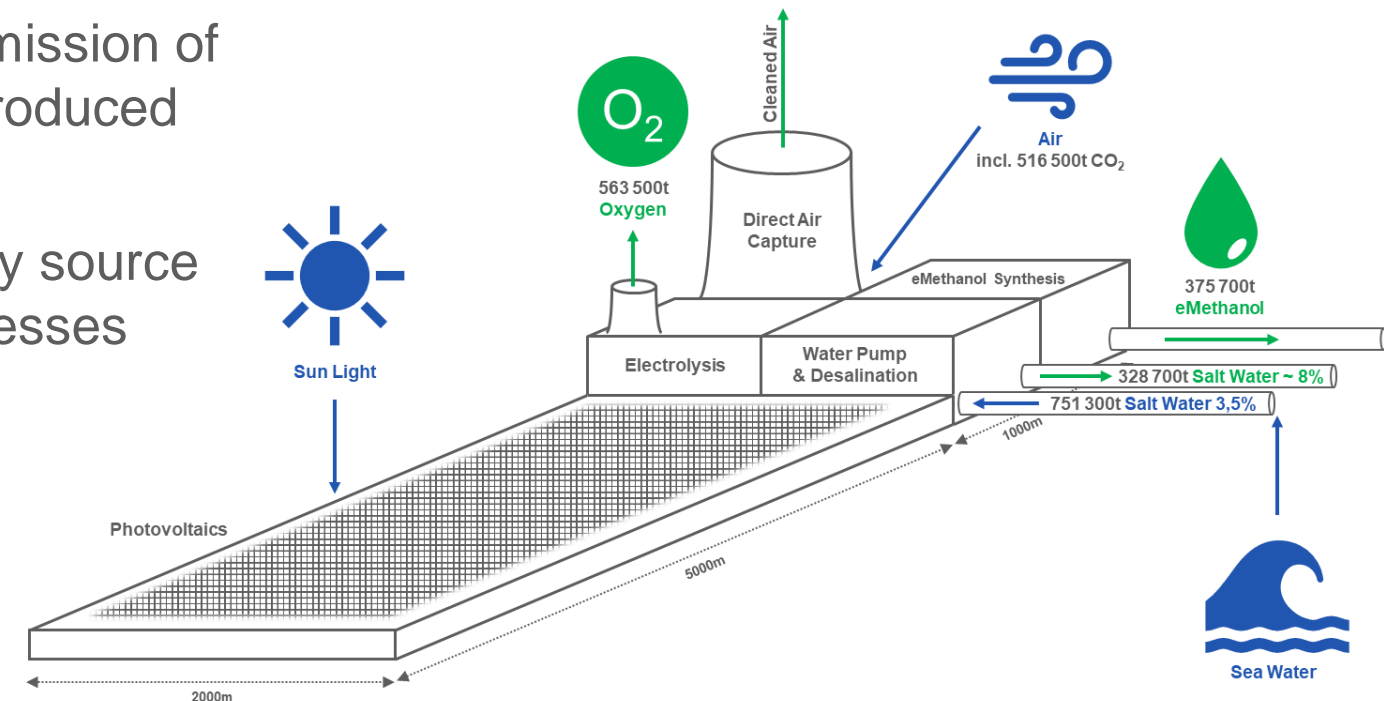 mission of
roduced
y source
esses
O₂
563 500t
Oxygen
Cleaned Air
Direct Air
Capture
Air
incl. 516 500t CO₂
eMethanol Synthesis
375 700t
eMethanol
Sun Light
Electrolysis
Water Pump
& Desalination
328 700t Salt Water ~ 8%
751 300t Salt Water 3,5%
1000m
Photovoltaics
5000m
2000m
Sea Water